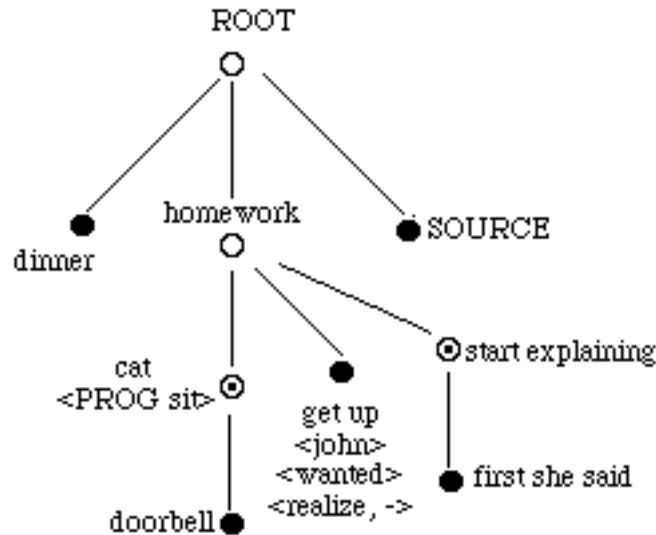 ROOT
homework
SOURCE
dinner
start explaining
cat
<PROG sit>
get up
<john>
<wanted>
<realize, ->
first she said
doorbell